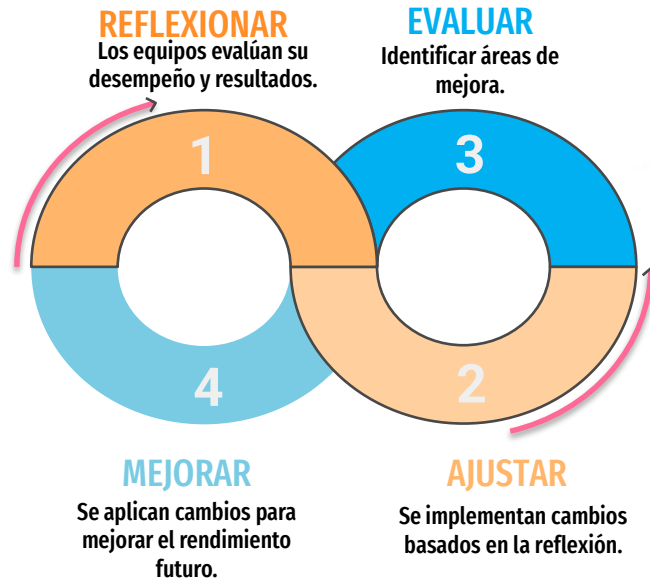 REFLEXIONAR
Los equipos evalúan su
desempeño y resultados.
EVALUAR
Identificar áreas de
mejora.
1
3
4
2
MEJORAR
Se aplican cambios para
mejorar el rendimiento
futuro.
AJUSTAR
Se implementan cambios
basados en la reflexión.